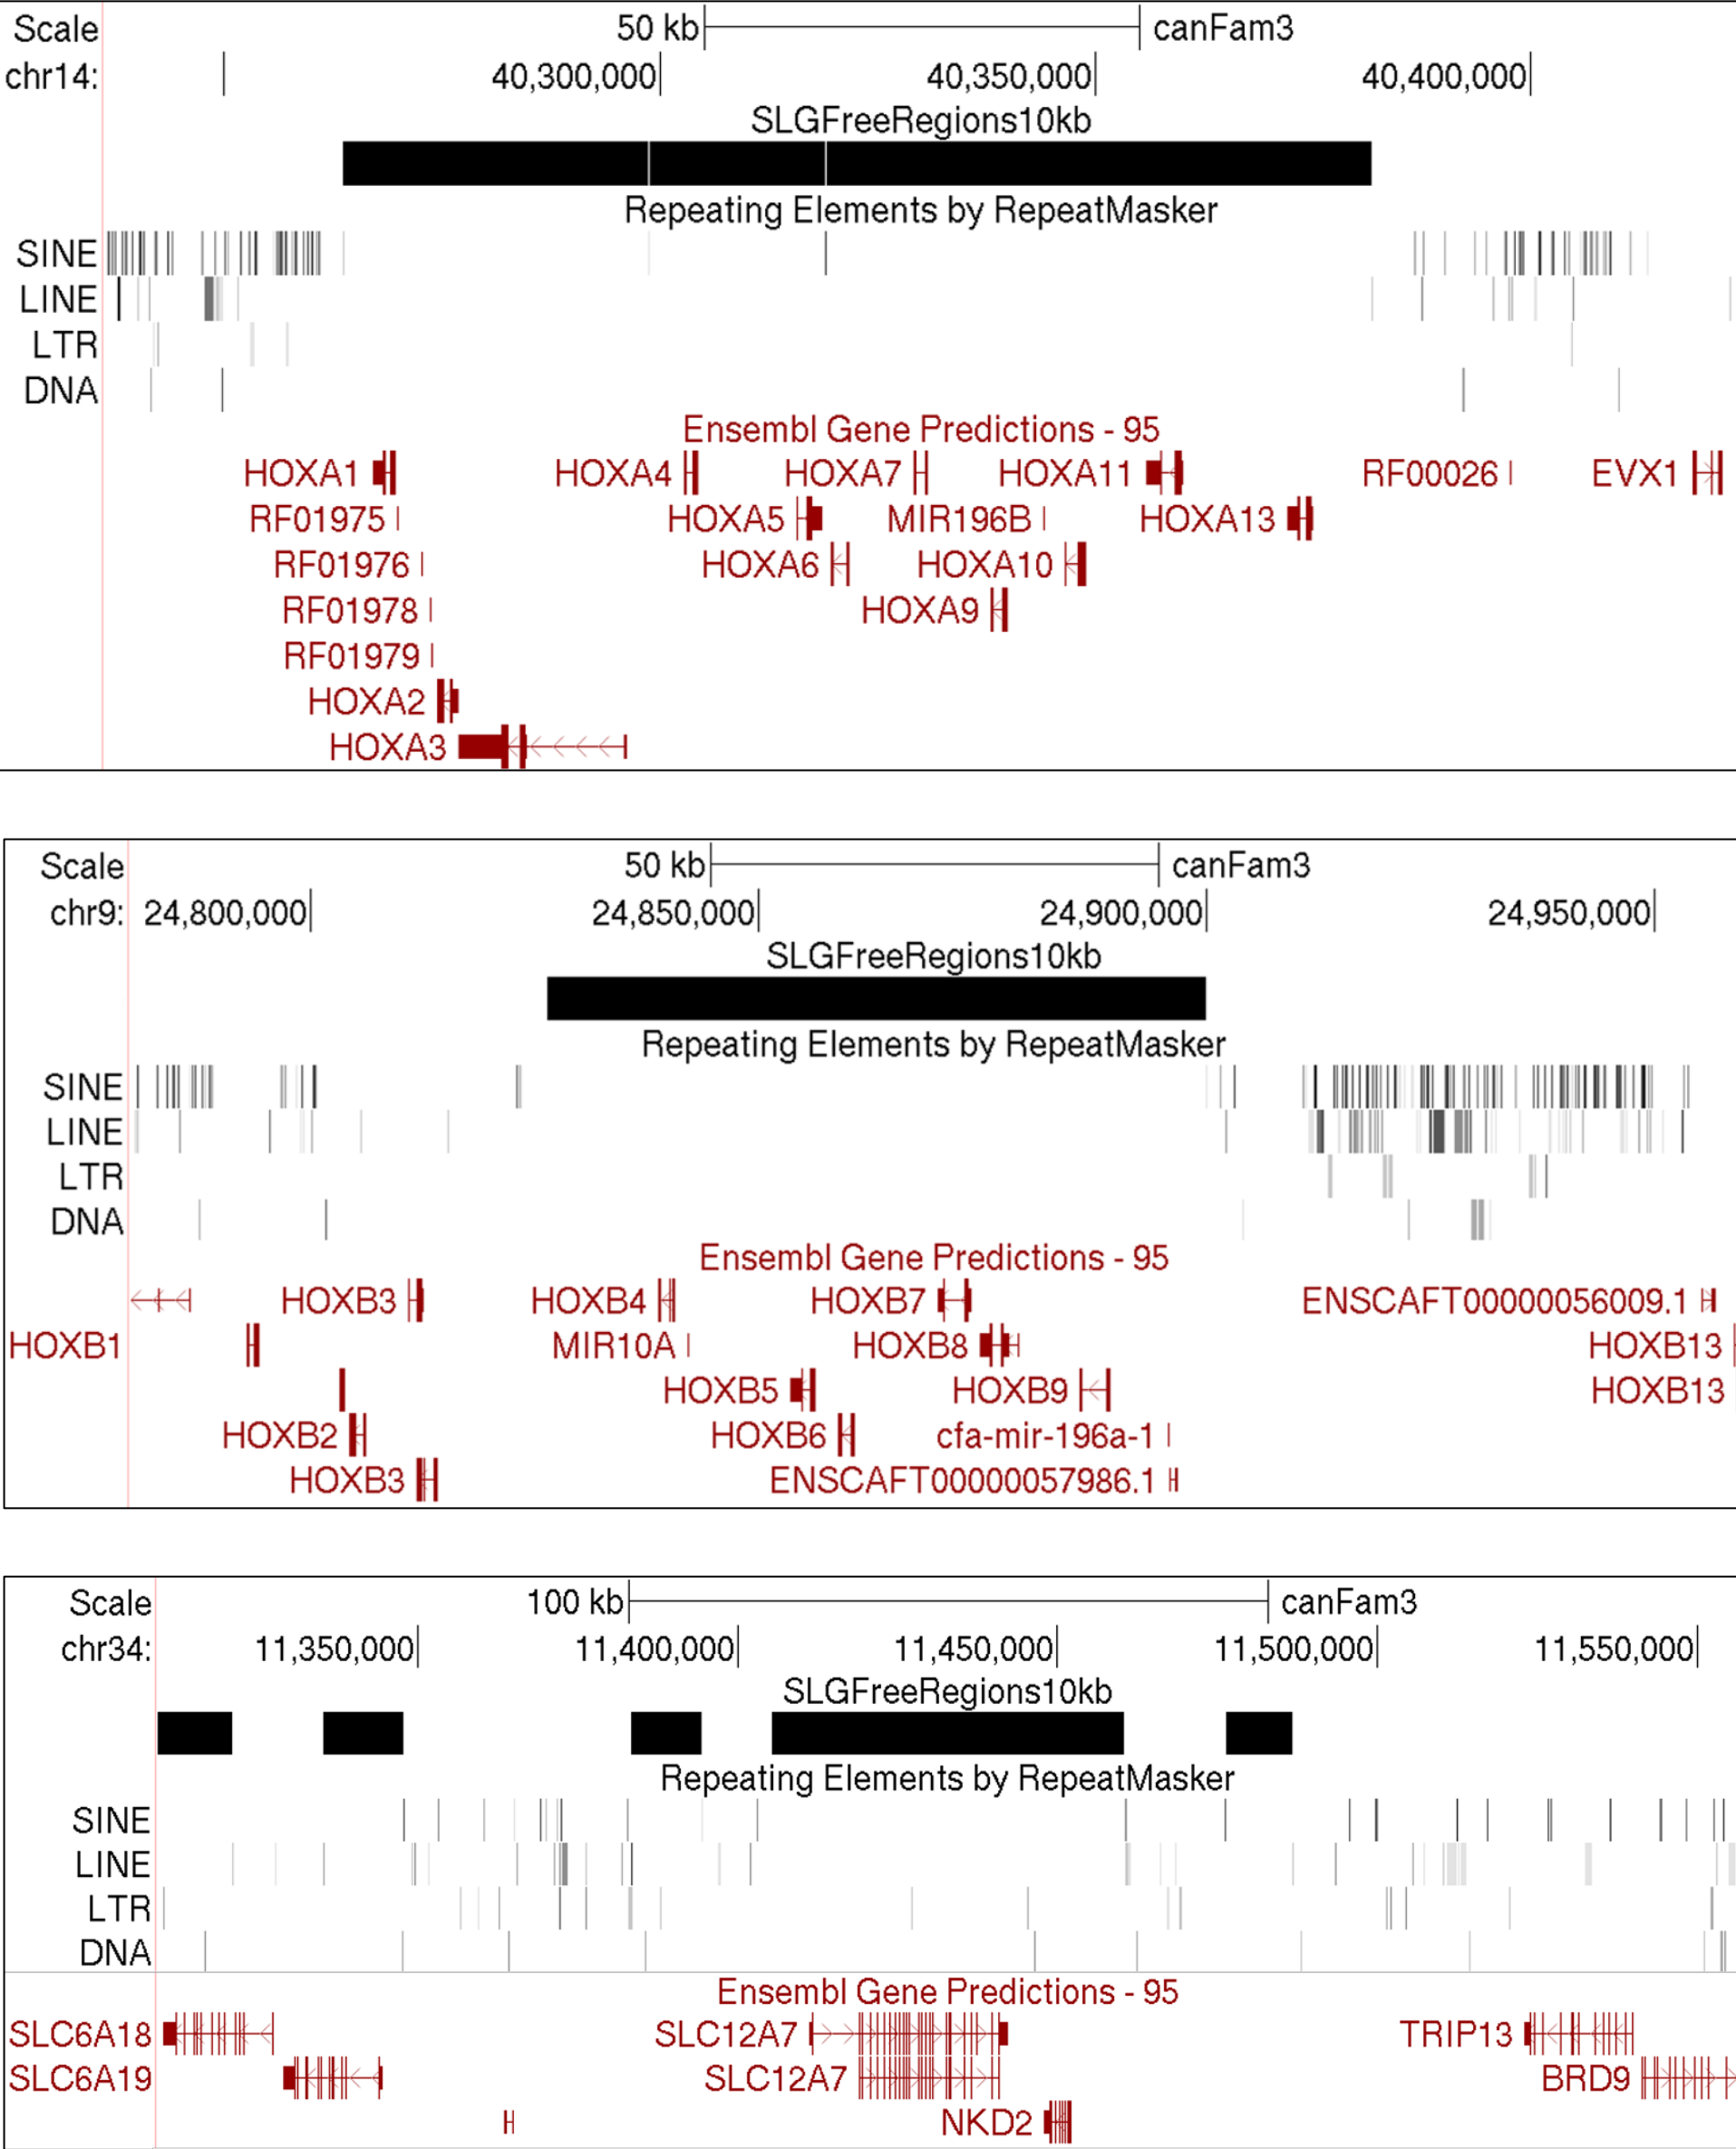 Scale 50 kb canFam3
chr14: 40,300,000 40,350,000 40,400,000
SLGFreeRegions10kb
Repeating Elements by RepeatMasker
SINE
LINE
LTR
DNA
Ensembl Gene Predictions - 95
HOXA1 HOXA4 HOXA7 HOXA11 RF00026 EVX1
RF01975 HOXA5 MIR196B HOXA13
RF01976 HOXA6 HOXA10
RF01978 HOXA9
RF01979
HOXA2
HOXA3
Scale 50 kb canFam3
chr9: 24,800,000 24,850,000 24,900,000 24,950,000
SLGFreeRegions10kb
Repeating Elements by RepeatMasker
SINE
LINE
LTR
DNA
Ensembl Gene Predictions - 95
HOXB3 HOXB4 HOXB7 ENSCAFT00000056009.1
HOXB1 MIR10A HOXB8 HOXB13
HOXB5 HOXB9 HOXB13
HOXB2 HOXB6 cfa-mir-196a-1
HOXB3 ENSCAFT00000057986.1
Scale 100 kb canFam3
chr34: 11,350,000 11,400,000 11,450,000 11,500,000 11,550,000
SLGFreeRegions10kb
Repeating Elements by RepeatMasker
SINE
LINE
LTR
DNA
Ensembl Gene Predictions - 95
SLC6A18 SLC12A7 TRIP13
SLC6A19 SLC12A7 BRD9
NKD2